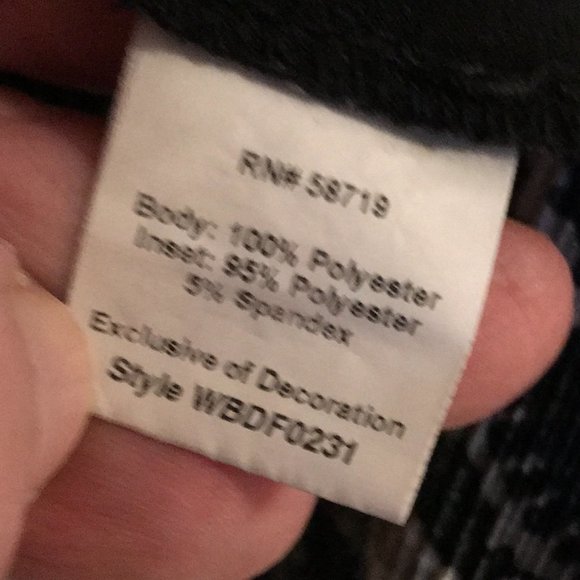 RN# 58719
Body: 100% Polyester
Inset: 95% Polyester
5% Spandex
Exclusive of Decoration
Style WBDF0231